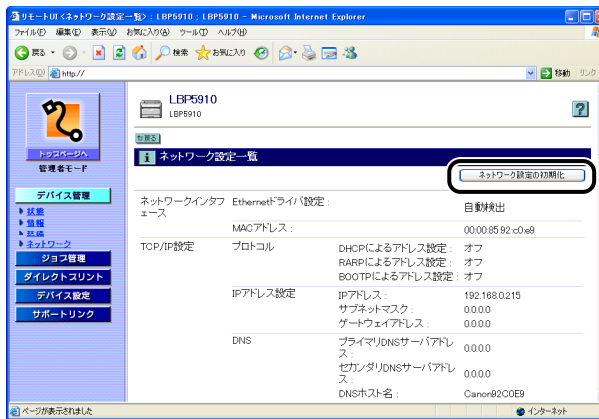 リモートUI <ネットワーク設定一覧> : LBP5910 ; LBP5910 - Microsoft Internet Explorer
ファイル(F) 編集(E) 表示(V) お気に入り(A) ツール(T) ヘルプ(H)
戻る 検索 お気に入り
アドレス(D) http:// 移動 リンク
LBP5910
LBP5910
戻る
トップページへ
管理者モード
ネットワーク設定一覧
ネットワーク設定の初期化
デバイス管理
状態
情報
装備
ネットワーク
ジョブ管理
ダイレクトプリント
デバイス設定
サポートリンク
ネットワークインタフェース Ethernetドライバ設定 : 自動検出
MACアドレス : 00:00:85:92:c0:e9
TCP/IP設定 プロトコル DHCPによるアドレス設定 : オフ
RARPによるアドレス設定 : オフ
BOOTPによるアドレス設定 : オフ
IPアドレス設定 IPアドレス : 192.168.0.215
サブネットマスク : 0.0.0.0
ゲートウェイアドレス : 0.0.0.0
DNS プライマリDNSサーバアドレス : 0.0.0.0
セカンダリDNSサーバアドレス : 0.0.0.0
DNSホスト名 : Canon92C0E9
ページが表示されました インターネット